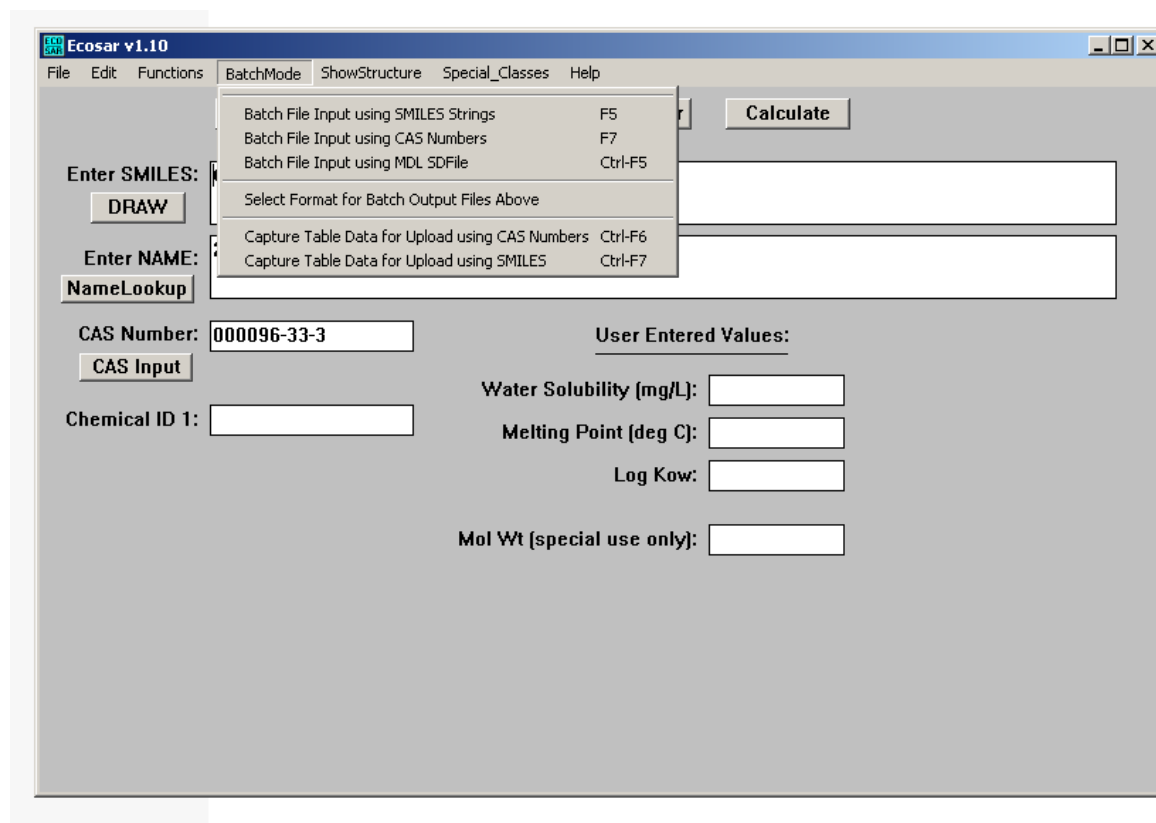 ECO SAR Ecosar v1.10
File Edit Functions BatchMode ShowStructure Special_Classes Help
Calculate
Batch File Input using SMILES Strings F5
Batch File Input using CAS Numbers F7
Batch File Input using MDL SDFile Ctrl-F5
Enter SMILES:
DRAW
Select Format for Batch Output Files Above
Capture Table Data for Upload using CAS Numbers Ctrl-F6
Capture Table Data for Upload using SMILES Ctrl-F7
Enter NAME:
NameLookup
CAS Number: 000096-33-3
CAS Input
User Entered Values:
Water Solubility (mg/L):
Chemical ID 1:
Melting Point (deg C):
Log Kow:
Mol Wt (special use only):